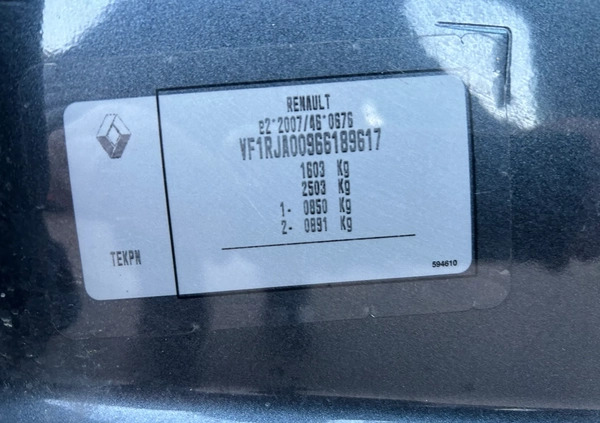 RENAULT
e2*2007/46*0676
VF1RJA00966189617
1603 Kg
2503 Kg
1- 0850 Kg
2- 0891 Kg
TEKPN
594610